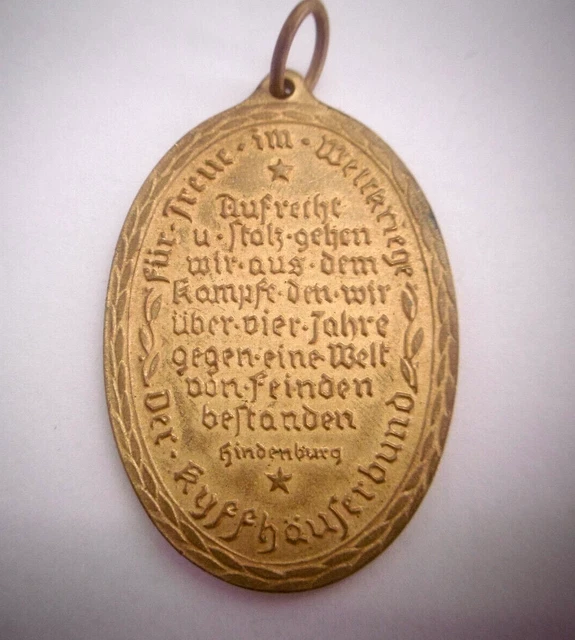 für · Treue · im · Weltkriege
Aufrecht
u · stolz · gehen
wir · aus · dem
Kampfe · den · wir
über · vier · Jahre
gegen · eine · Welt
von · Feinden
bestanden
Hindenburg
Der · Kyffhäuserbund